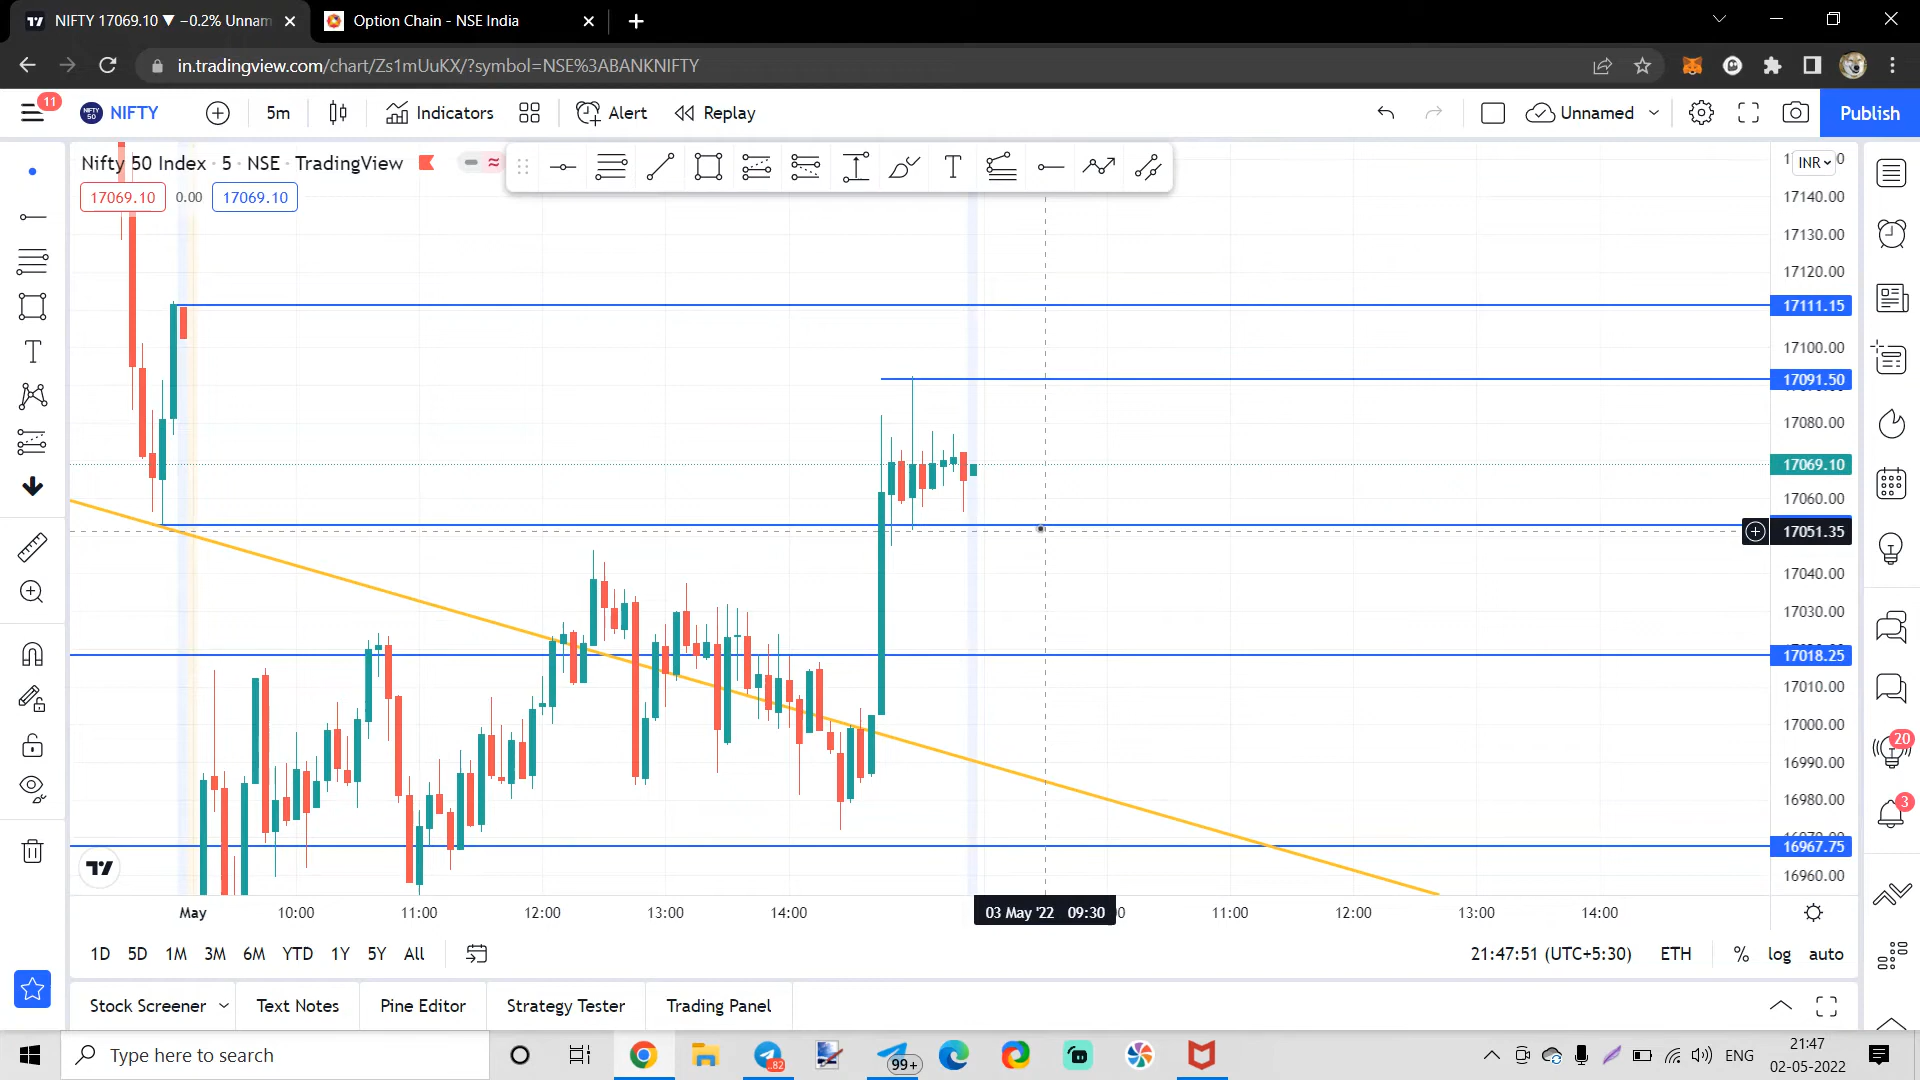 NIFTY 17069.10 ▼ −0.2% Unnam
Option Chain - NSE India
in.tradingview.com/chart/Zs1mUuKX/?symbol=NSE%3ABANKNIFTY
11
NIFTY
5m
Indicators
Alert
Replay
Unnamed
Publish
Nifty 50 Index · 5 · NSE · TradingView
INR
17069.10
0.00
17069.10
T
T
17140.00
17130.00
17120.00
17111.15
17100.00
17091.50
17080.00
17069.10
17060.00
17051.35
17040.00
17030.00
17018.25
17010.00
17000.00
16990.00
16980.00
16967.75
16960.00
20
3
May
10:00
11:00
12:00
13:00
14:00
03 May '22 09:30
11:00
12:00
13:00
14:00
1D 5D 1M 3M 6M YTD 1Y 5Y All
21:47:51 (UTC+5:30)
ETH
%
log
auto
Stock Screener
Text Notes
Pine Editor
Strategy Tester
Trading Panel
Type here to search
82
99+
ENG
21:47
02-05-2022